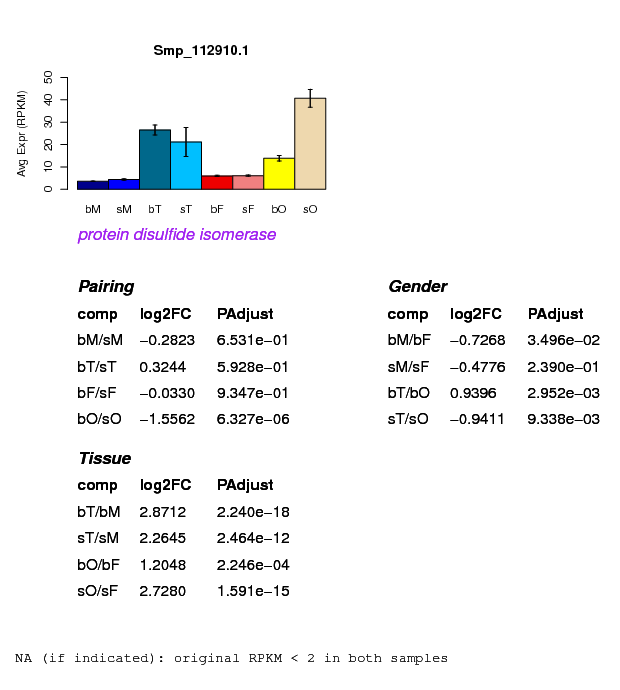 Smp_112910.1
Avg Expr (RPKM)
50
40
30
20
10
0
bM sM bT sT bF sF bO sO
protein disulfide isomerase
Pairing
comp log2FC PAdjust
bM/sM −0.2823 6.531e−01
bT/sT 0.3244 5.928e−01
bF/sF −0.0330 9.347e−01
bO/sO −1.5562 6.327e−06
Gender
comp log2FC PAdjust
bM/bF −0.7268 3.496e−02
sM/sF −0.4776 2.390e−01
bT/bO 0.9396 2.952e−03
sT/sO −0.9411 9.338e−03
Tissue
comp log2FC PAdjust
bT/bM 2.8712 2.240e−18
sT/sM 2.2645 2.464e−12
bO/bF 1.2048 2.246e−04
sO/sF 2.7280 1.591e−15
NA (if indicated): original RPKM < 2 in both samples